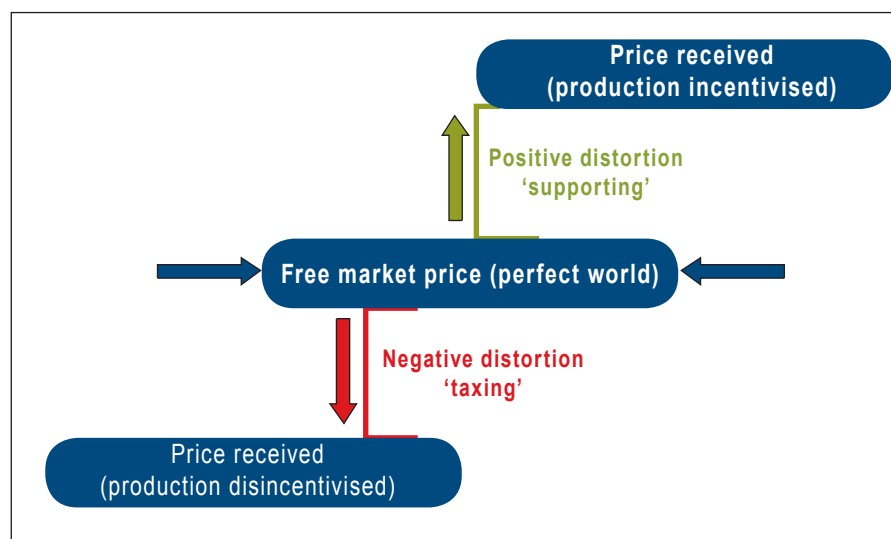 Price received
(production incentivised)
Positive distortion
‘supporting’
Free market price (perfect world)
Negative distortion
‘taxing’
Price received
(production disincentivised)